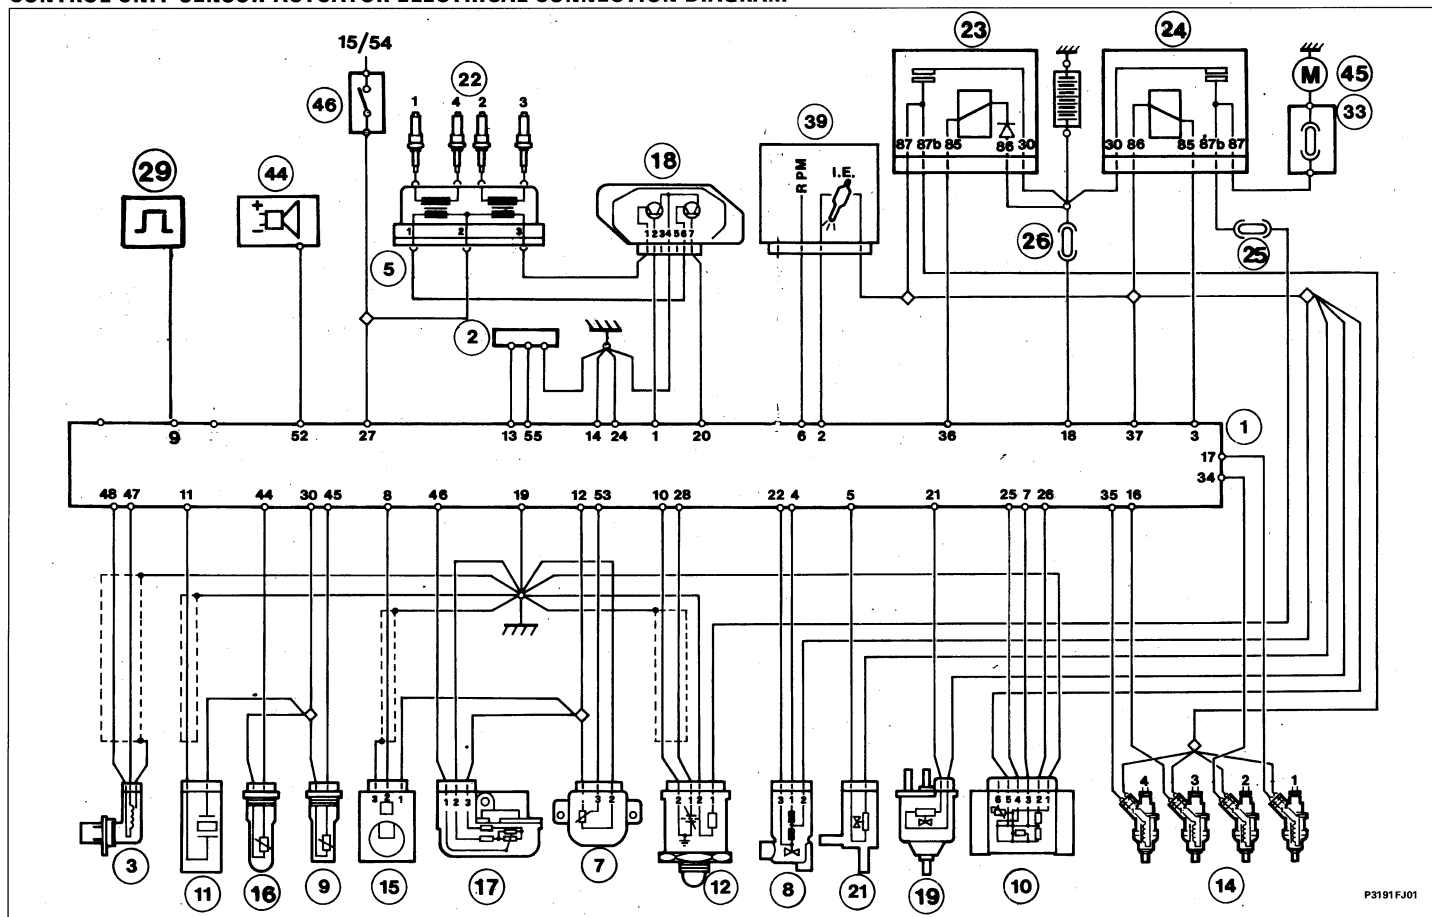 CONTROL UNIT-SENSOR-ACTUATOR ELECTRICAL CONNECTION DIAGRAM
15/54
23
24
22
46
1 4 2 3
M 45
33
39
87 87b 85 86 30
30 86 85 87b 87
29
44
18
RPM
I.E.
+
-
1 2 3 4 5 6 7
1 2 3
5
26
25
2
9 52 27 13 55 14 24 1 20 6 2 36 18 37 3
1
17
34
48 47 11 44 30 45 8 46 19 12 53 10 28 22 4 5 21 25 7 26 35 16
4 3 2 1
3 2 1
1 2 3
3 2
2 1 2 1
3 1 2
6 5 4 3 2 1
3
11
16
9
15
17
7
12
8
21
19
10
14
P3191FJ01